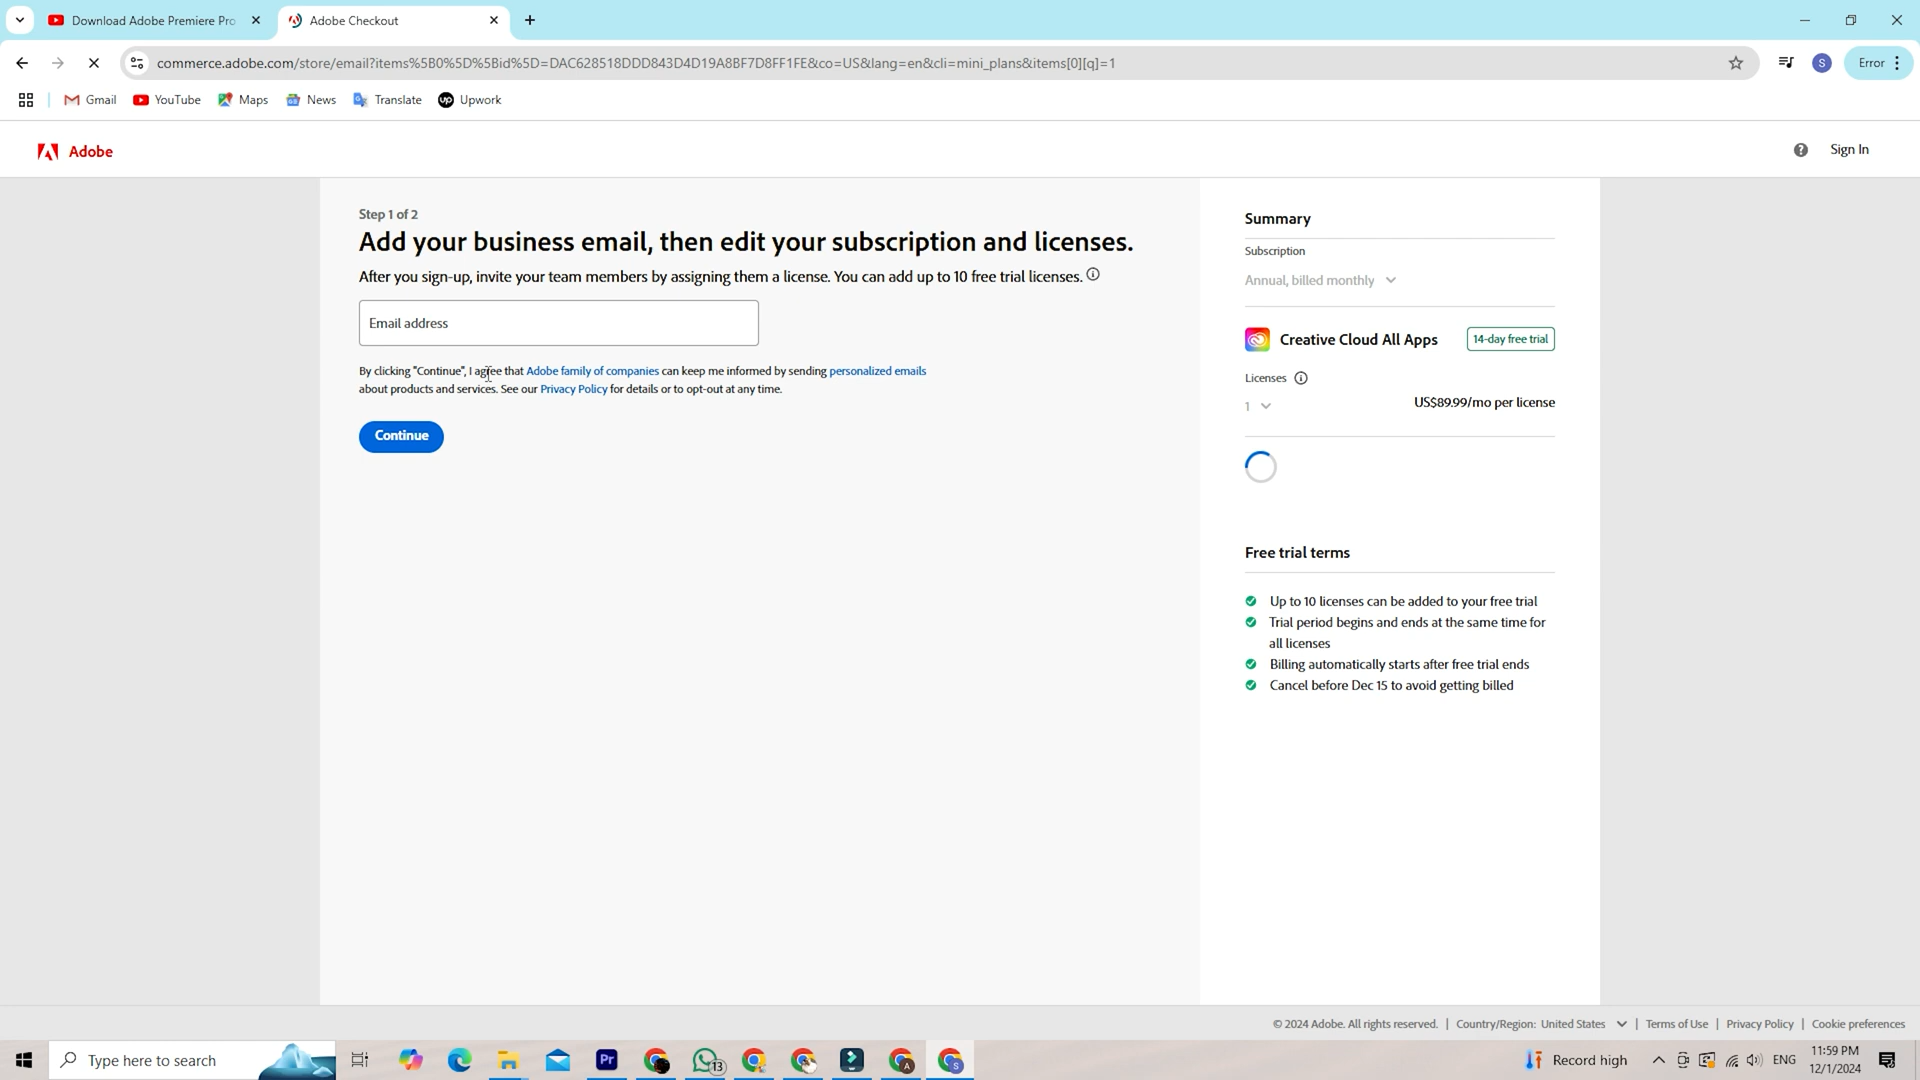 Download Adobe Premiere Pro
Adobe Checkout
commerce.adobe.com/store/email?items%5B0%5D%5Bid%5D=DAC628518DDD843D4D19A8BF7D8FF1FE&co=US&lang=en&cli=mini_plans&items[0][q]=1
S
Error
Gmail
YouTube
Maps
News
Translate
up
Upwork
Adobe
Sign In
Step 1 of 2
Add your business email, then edit your subscription and licenses.
After you sign-up, invite your team members by assigning them a license. You can add up to 10 free trial licenses.
Email address
By clicking "Continue", I agree that Adobe family of companies can keep me informed by sending personalized emails
about products and services. See our Privacy Policy for details or to opt-out at any time.
Continue
Summary
Subscription
Annual, billed monthly
Creative Cloud All Apps
14-day free trial
Licenses
1
US$89.99/mo per license
Free trial terms
Up to 10 licenses can be added to your free trial
Trial period begins and ends at the same time for
all licenses
Billing automatically starts after free trial ends
Cancel before Dec 15 to avoid getting billed
© 2024 Adobe. All rights reserved. | Country/Region: United States | Terms of Use | Privacy Policy | Cookie preferences
Type here to search
Pr
13
A
S
Record high
ENG
11:59 PM
12/1/2024